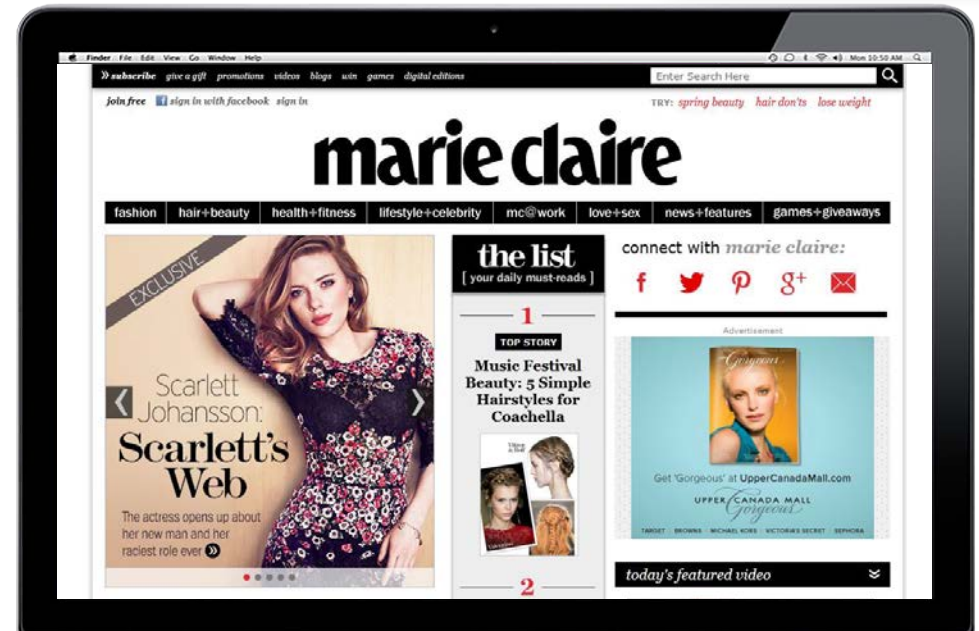 Finder File Edit View Go Window Help
Mon 10:50 AM
» subscribe give a gift promotions videos blogs win games digital editions
Enter Search Here
join free f sign in with facebook sign in
TRY: spring beauty hair don'ts lose weight
marie claire
fashion hair+beauty health+fitness lifestyle+celebrity mc@work love+sex news+features games+giveaways
EXCLUSIVE
Scarlett
Johansson:
Scarlett's
Web
The actress opens up about
her new man and her
raciest role ever »
the list
[ your daily must-reads ]
1
TOP STORY
Music Festival
Beauty: 5 Simple
Hairstyles for
Coachella
2
connect with marie claire:
Advertisement
Gorgeous
Get 'Gorgeous' at UpperCanadaMall.com
UPPER CANADA MALL
Gorgeous
TARGET BROWNS MICHAEL KORS VICTORIA'S SECRET SEPHORA
today's featured video